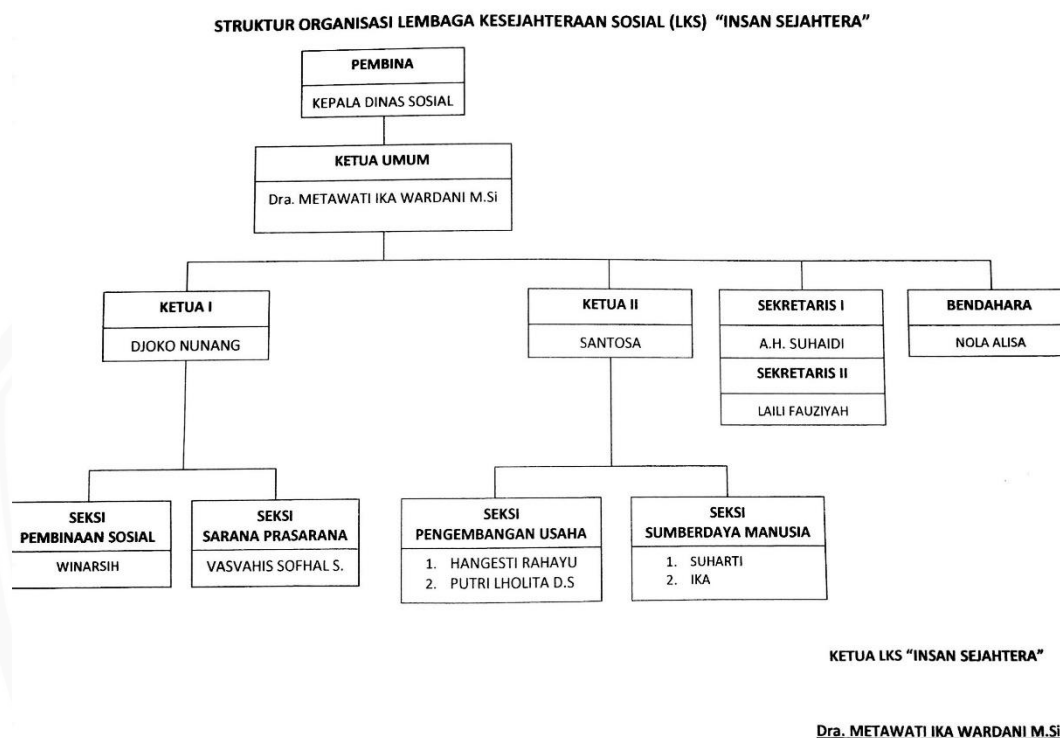 STRUKTUR ORGANISASI LEMBAGA KESEJAHTERAAN SOSIAL (LKS) "INSAN SEJAHTERA"
PEMBINA
KEPALA DINAS SOSIAL
KETUA UMUM
Dra. METAWATI IKA WARDANI M.Si
KETUA I
DJOKO NUNANG
KETUA II
SANTOSA
SEKRETARIS I
A.H. SUHAIDI
SEKRETARIS II
LAILI FAUZIYAH
BENDAHARA
NOLA ALISA
SEKSI
PEMBINAAN SOSIAL
WINARSIH
SEKSI
SARANA PRASARANA
VASVAHIS SOFHAL S.
SEKSI
PENGEMBANGAN USAHA
1. HANGESTI RAHAYU
2. PUTRI LHOLITA D.S
SEKSI
SUMBERDAYA MANUSIA
1. SUHARTI
2. IKA
KETUA LKS "INSAN SEJAHTERA"
Dra. METAWATI IKA WARDANI M.Si